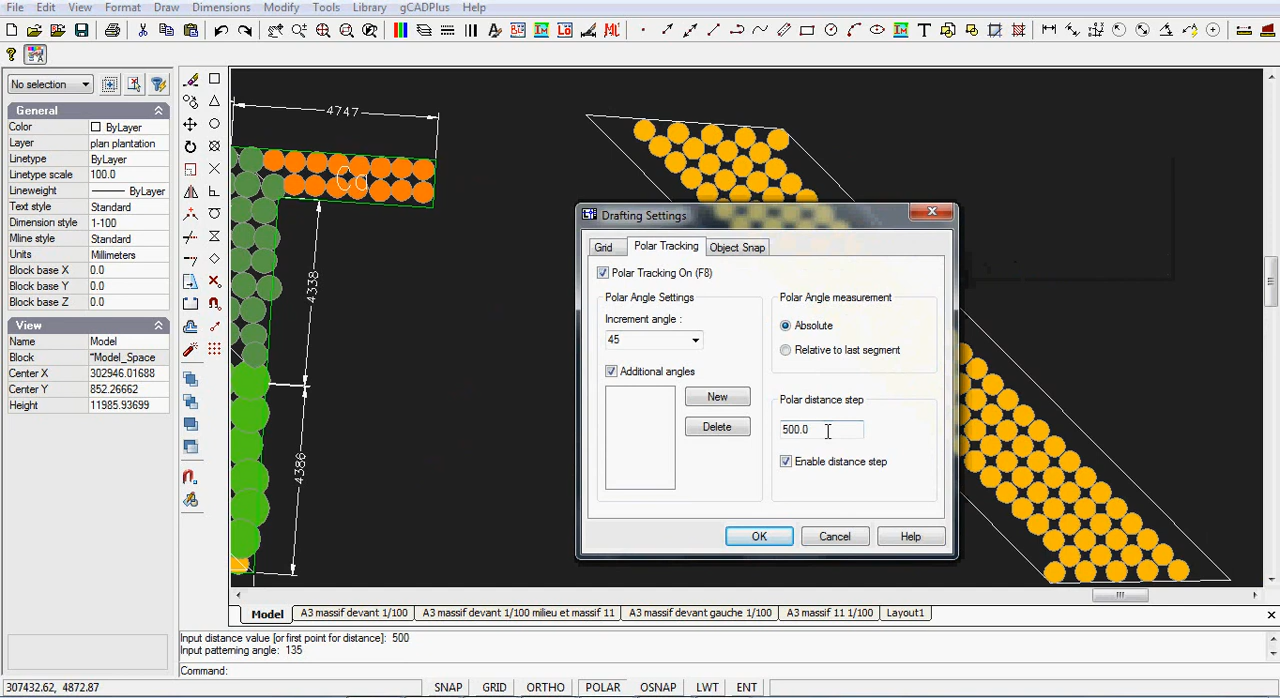 File Edit View Format Draw Dimensions Modify Tools Library gCADPlus Help
No selection
General
Color ByLayer
Layer plan plantation
Linetype ByLayer
Linetype scale 100.0
Lineweight ByLayer
Text style Standard
Dimension style 1-100
Mline style Standard
Units Millimeters
Block base X 0.0
Block base Y 0.0
Block base Z 0.0
View
Name Model
Block *Model_Space
Center X 302946.01688
Center Y 852.26662
Height 11985.93699
4747
Ca
4338
4386
Drafting Settings
Grid Polar Tracking Object Snap
Polar Tracking On (F8)
Polar Angle Settings
Increment angle :
45
Additional angles
New
Delete
Polar Angle measurement
Absolute
Relative to last segment
Polar distance step
500.0
Enable distance step
OK Cancel Help
Model A3 massif devant 1/100 A3 massif devant 1/100 milieu et massif 11 A3 massif devant gauche 1/100 A3 massif 11 1/100 Layout1
Input distance value [or first point for distance]: 500
Input patterning angle: 135
Command:
307432.62, 4872.87 SNAP GRID ORTHO POLAR OSNAP LWT ENT